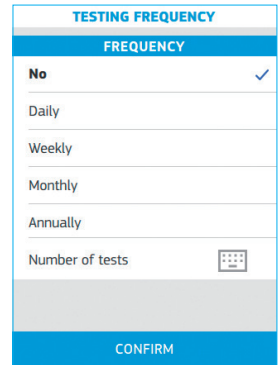 TESTING FREQUENCY
FREQUENCY
No
Daily
Weekly
Monthly
Annually
Number of tests
CONFIRM